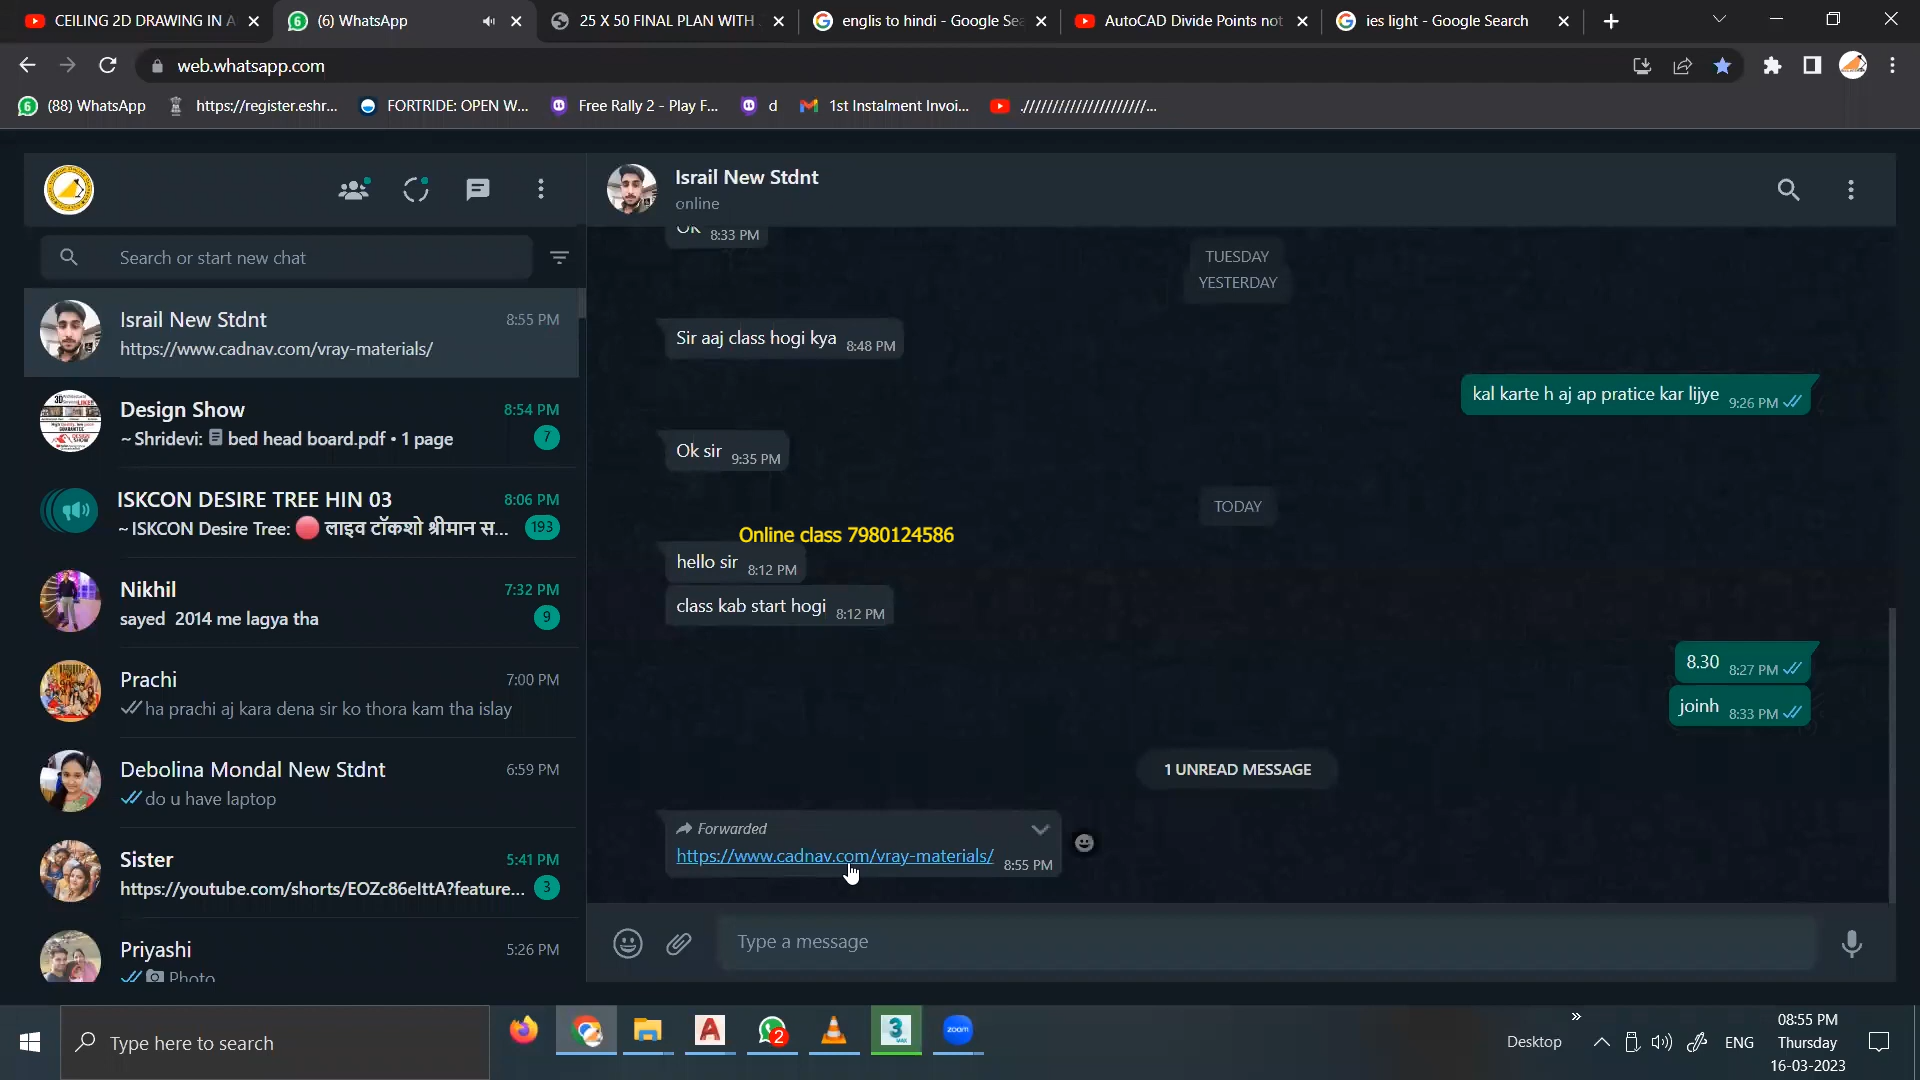 CEILING 2D DRAWING IN A
(6) WhatsApp
25 X 50 FINAL PLAN WITH
englis to hindi - Google Sea
AutoCAD Divide Points not
ies light - Google Search
web.whatsapp.com
(88) WhatsApp
https://register.eshr...
FORTRIDE: OPEN W...
Free Rally 2 - Play F...
d
1st Instalment Invoi...
.////////////////////...
Israil New Stdnt
online
Search or start new chat
Israil New Stdnt
8:55 PM
https://www.cadnav.com/vray-materials/
Design Show
8:54 PM
~ Shridevi: bed head board.pdf • 1 page
7
ISKCON DESIRE TREE HIN 03
8:06 PM
~ ISKCON Desire Tree: 🔴 लाइव टॉकशो श्रीमान स...
193
Nikhil
7:32 PM
sayed 2014 me lagya tha
9
Prachi
7:00 PM
ha prachi aj kara dena sir ko thora kam tha islay
Debolina Mondal New Stdnt
6:59 PM
do u have laptop
Sister
5:41 PM
https://youtube.com/shorts/EOZc86eIttA?feature...
3
Priyashi
5:26 PM
Photo
Ok 8:33 PM
TUESDAY
YESTERDAY
Sir aaj class hogi kya 8:48 PM
kal karte h aj ap pratice kar lijye 9:26 PM
Ok sir 9:35 PM
TODAY
Online class 7980124586
hello sir 8:12 PM
class kab start hogi 8:12 PM
8.30 8:27 PM
joinh 8:33 PM
1 UNREAD MESSAGE
Forwarded
https://www.cadnav.com/vray-materials/ 8:55 PM
Type a message
Type here to search
2
zoom
Desktop
ENG
08:55 PM
Thursday
16-03-2023